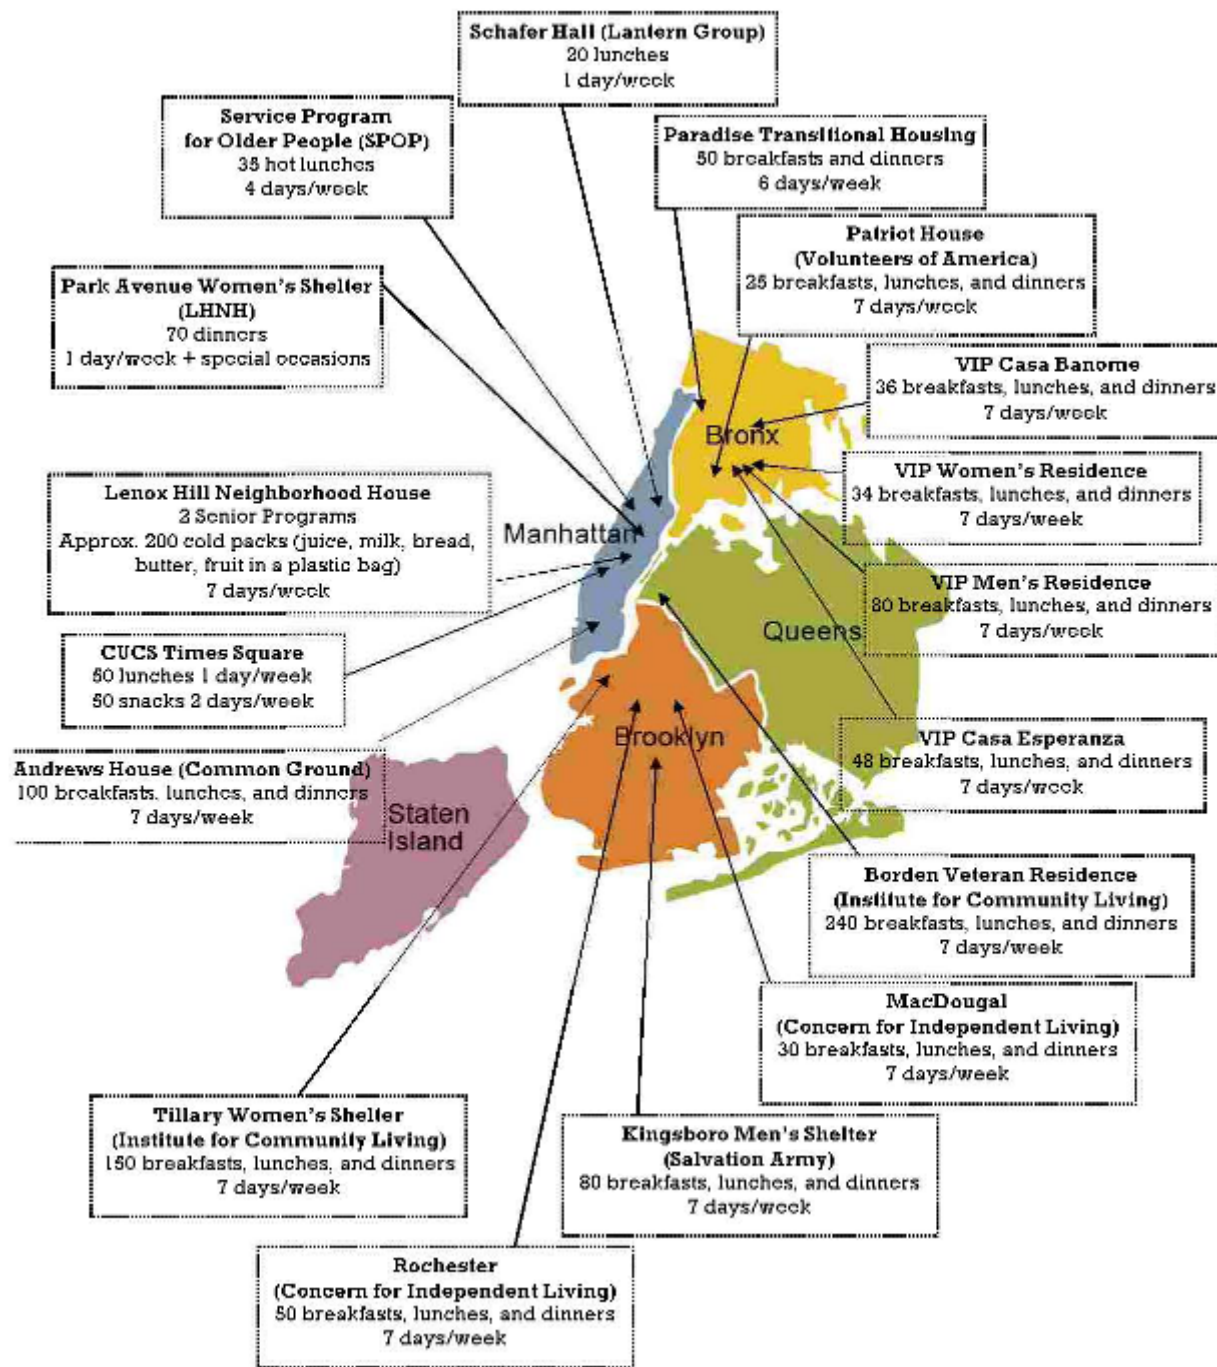 Schafer Hall (Lantern Group)
20 lunches
1 day/week
Service Program
for Older People (SPOP)
35 hot lunches
4 days/week
Paradise Transitional Housing
50 breakfasts and dinners
6 days/week
Patriot House
(Volunteers of America)
25 breakfasts, lunches, and dinners
7 days/week
Park Avenue Women's Shelter
(LHNH)
70 dinners
1 day/week + special occasions
VIP Casa Banome
36 breakfasts, lunches, and dinners
7 days/week
Bronx
VIP Women's Residence
34 breakfasts, lunches, and dinners
7 days/week
Lenox Hill Neighborhood House
2 Senior Programs
Approx. 200 cold packs (juice, milk, bread,
butter, fruit in a plastic bag)
7 days/week
Manhattan
VIP Men's Residence
80 breakfasts, lunches, and dinners
7 days/week
Queens
CUCS Times Square
50 lunches 1 day/week
50 snacks 2 days/week
Brooklyn
VIP Casa Esperanza
48 breakfasts, lunches, and dinners
7 days/week
Andrews House (Common Ground)
100 breakfasts, lunches, and dinners
7 days/week
Staten
Island
Borden Veteran Residence
(Institute for Community Living)
240 breakfasts, lunches, and dinners
7 days/week
MacDougal
(Concern for Independent Living)
30 breakfasts, lunches, and dinners
7 days/week
Tillary Women's Shelter
(Institute for Community Living)
150 breakfasts, lunches, and dinners
7 days/week
Kingsboro Men's Shelter
(Salvation Army)
80 breakfasts, lunches, and dinners
7 days/week
Rochester
(Concern for Independent Living)
50 breakfasts, lunches, and dinners
7 days/week